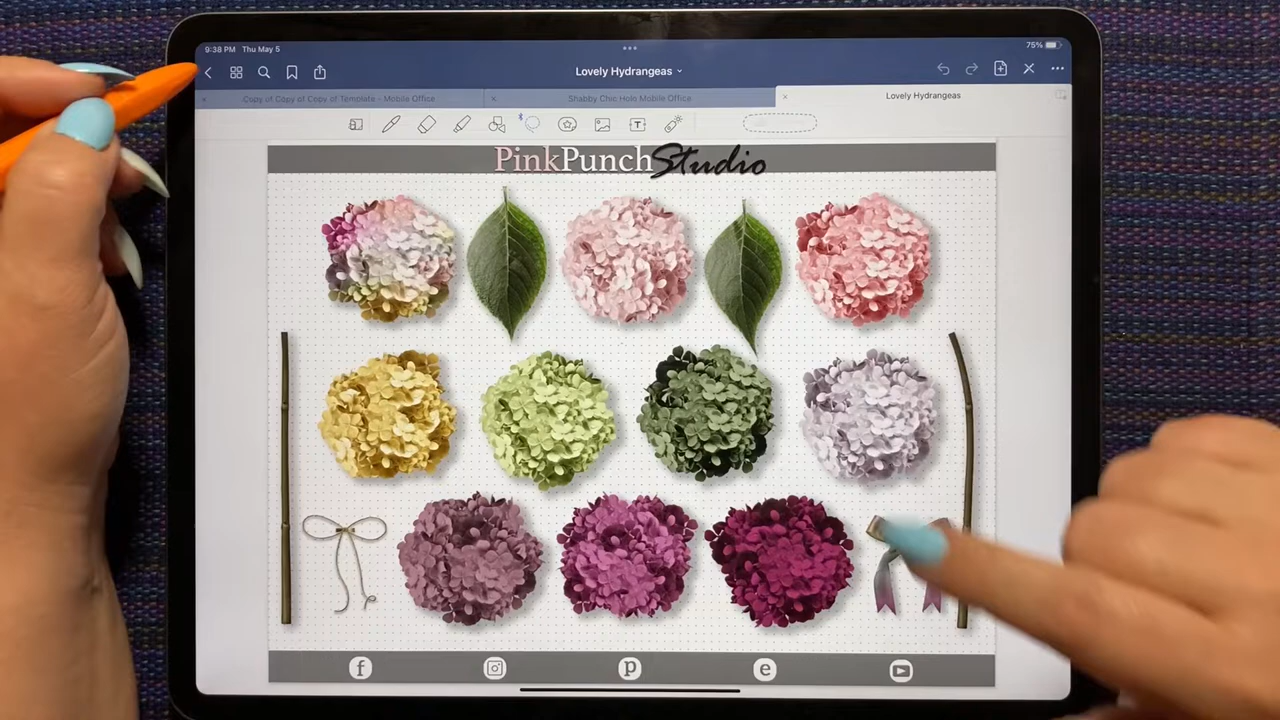 9:38 PM Thu May 5
75%
Lovely Hydrangeas
Copy of Copy of Copy of Template - Mobile Office
Shabby Chic Holo Mobile Office
Lovely Hydrangeas
T
PinkPunchStudio
f
p
e